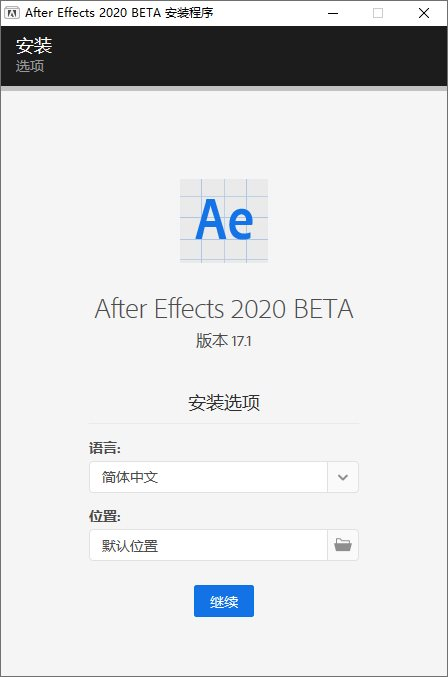 After Effects 2020 BETA 安装程序
安装
选项
Ae
After Effects 2020 BETA
版本 17.1
安装选项
语言:
简体中文
位置:
默认位置
继续